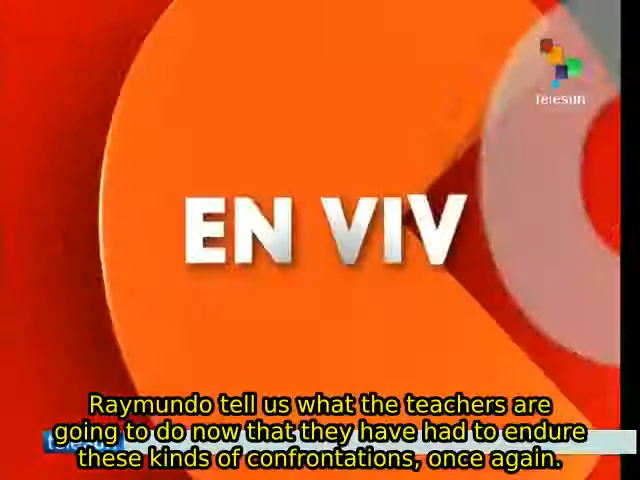 Telesur
EN VIV
Raymundo tell us what the teachers are
going to do now that they have had to endure
these kinds of confrontations, once again.